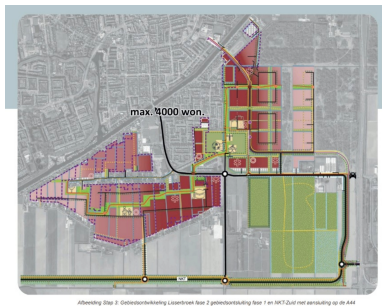 max. 4000 won.
NKT
Afbeelding Stap 3: Gebiedsontwikkeling Lisserbroek fase 2 gebiedsontsluiting fase 1 en NKT-Zuid met aansluiting op de A44